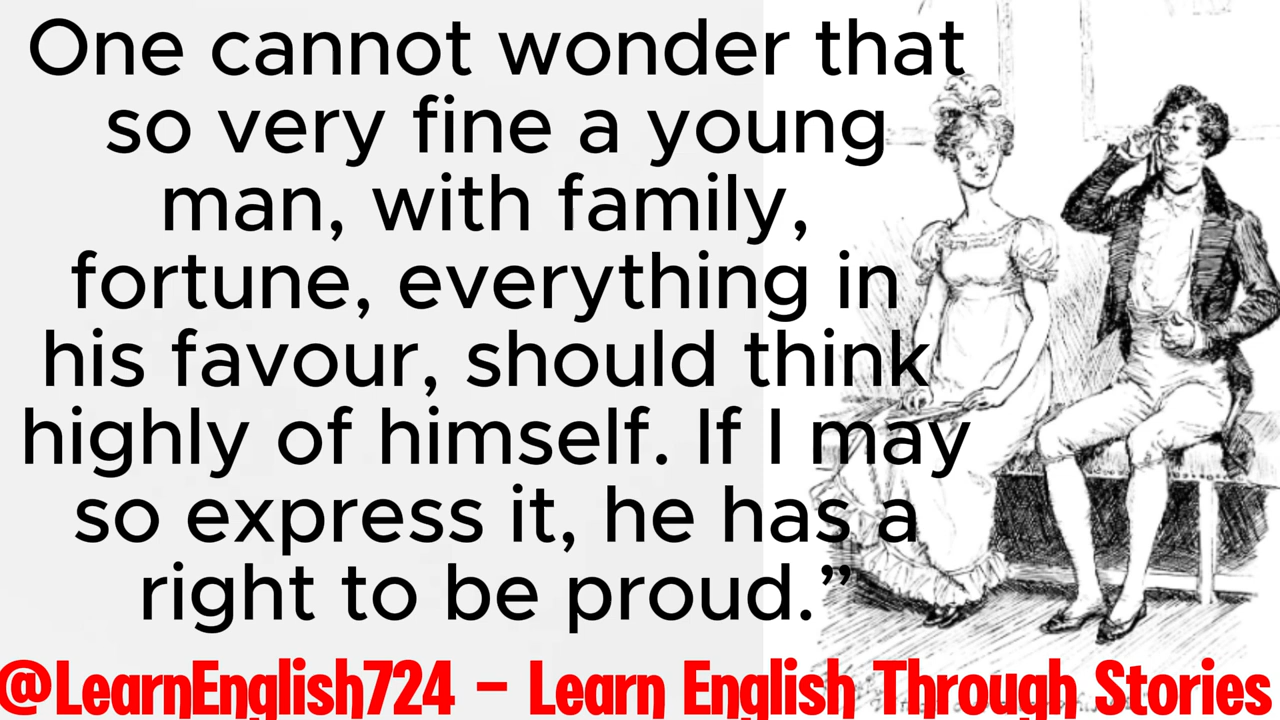 One cannot wonder that
so very fine a young
man, with family,
fortune, everything in
his favour, should think
highly of himself. If I may
so express it, he has a
right to be proud.”
@LearnEnglish724 – Learn English Through Stories